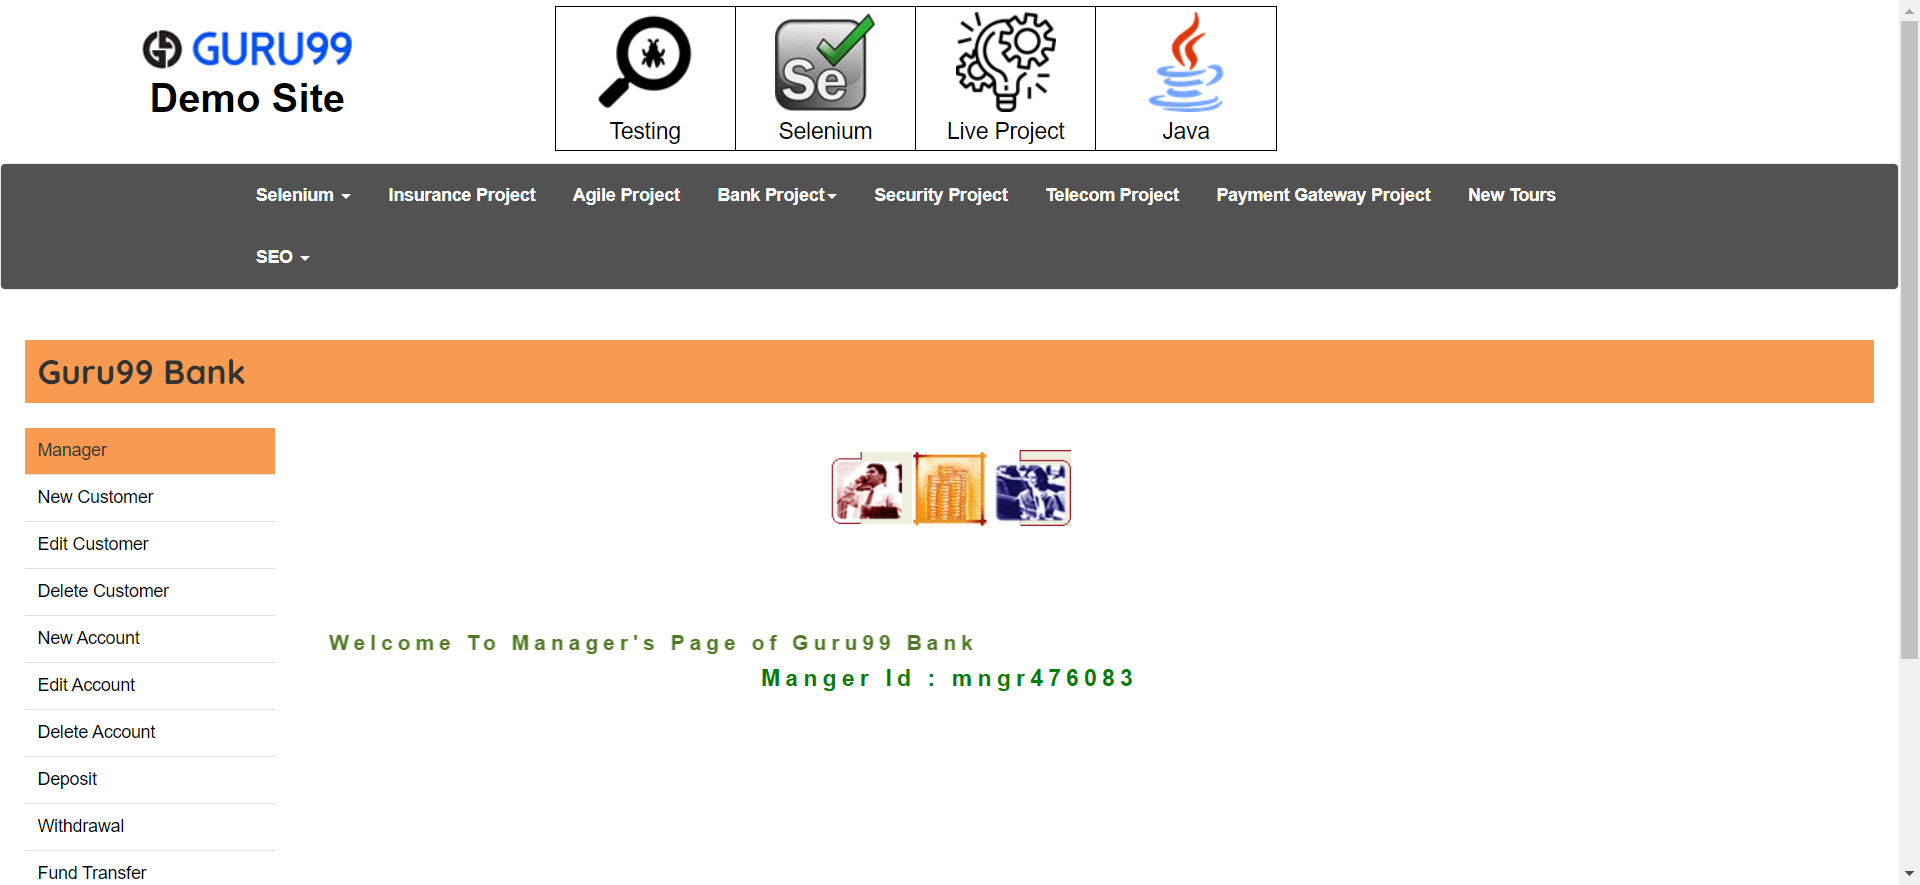 GURU99
Demo Site
Testing
Se
Selenium
Live Project
Java
Selenium
Insurance Project
Agile Project
Bank Project
Security Project
Telecom Project
Payment Gateway Project
New Tours
SEO
Guru99 Bank
Manager
New Customer
Edit Customer
Delete Customer
New Account
Edit Account
Delete Account
Deposit
Withdrawal
Fund Transfer
Welcome To Manager's Page of Guru99 Bank
Manger Id : mngr476083